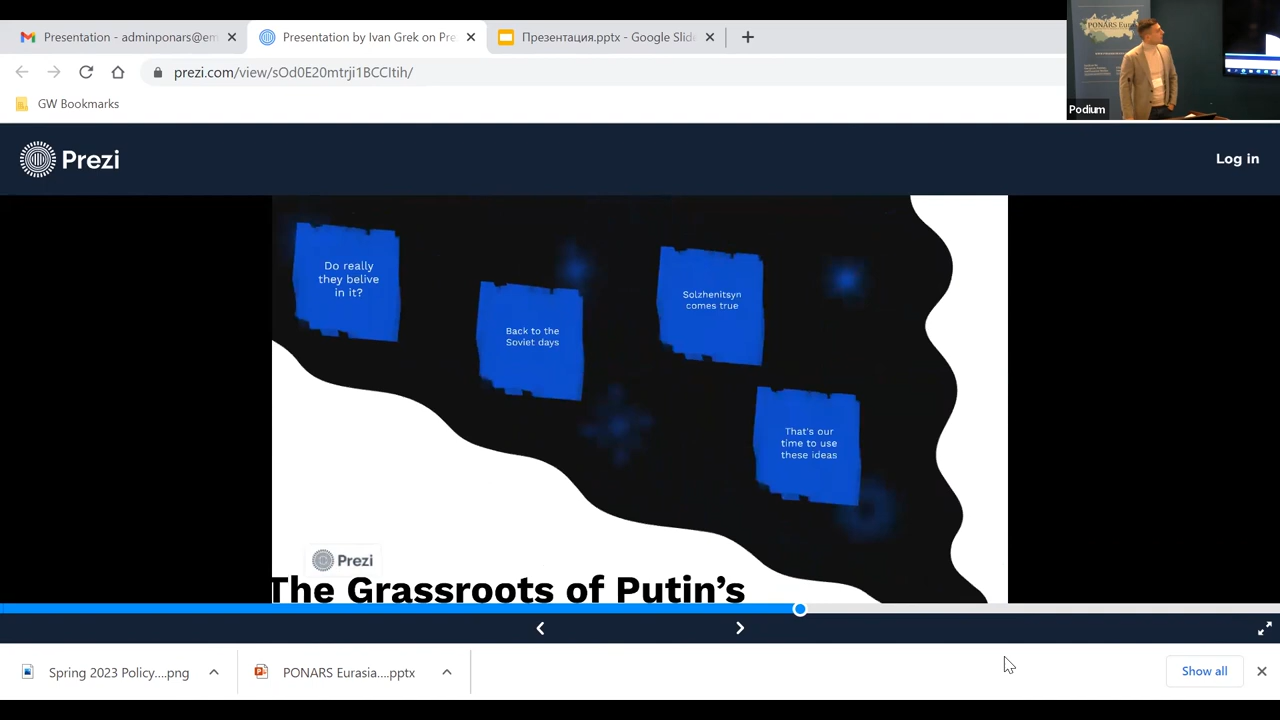 Presentation - adminponars@em
Presentation by Ivan Grek on Pre
Презентация.pptx - Google Slid
prezi.com/view/sOd0E20mtrji1BCCltih/
GW Bookmarks
PONARS Euras
Podium
Prezi
Log in
Do really
they belive
in it?
Back to the
Soviet days
Solzhenitsyn
comes true
That's our
time to use
these ideas
Prezi
The Grassroots of Putin's
Spring 2023 Policy....png
PONARS Eurasia....pptx
Show all